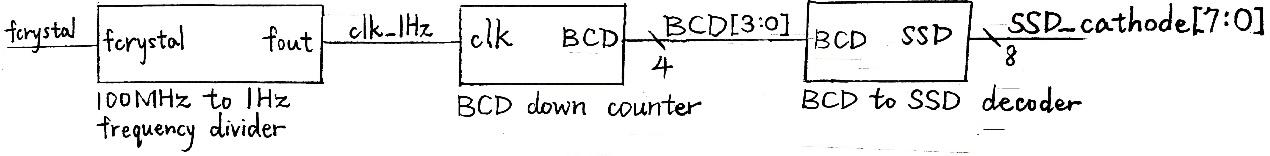 fcrystal
fcrystal fout
clk_1Hz
clk BCD
BCD[3:0]
4
BCD SSD
SSD_cathode[7:0]
8
100MHz to 1Hz
frequency divider
BCD down counter
BCD to SSD decoder